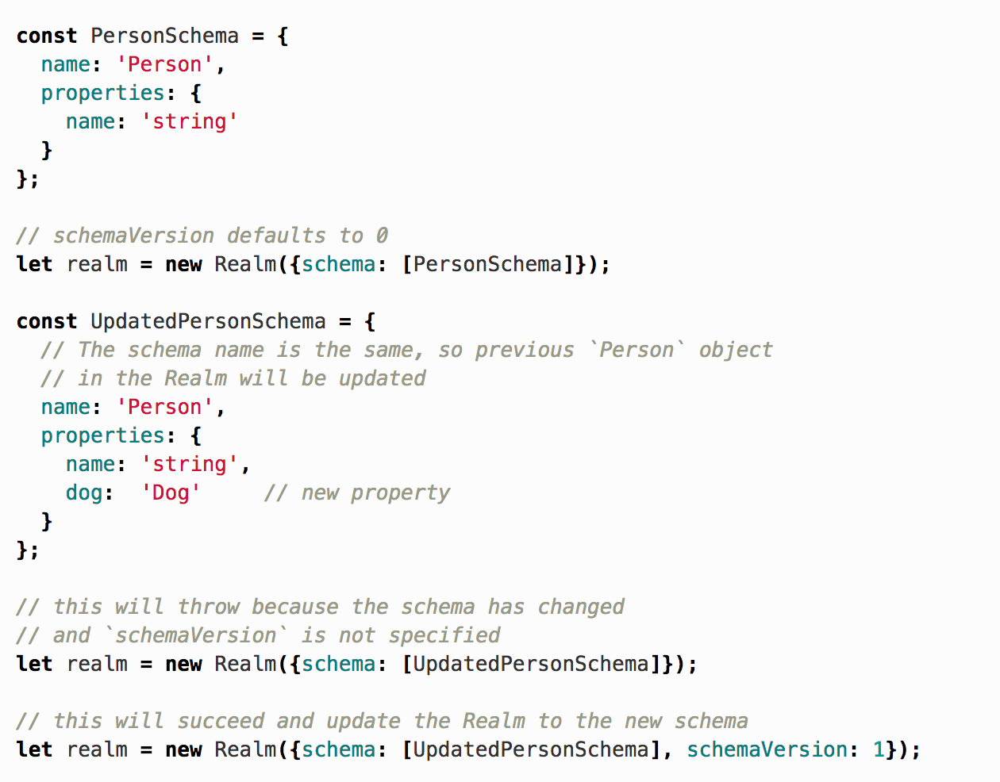 const PersonSchema = {
  name: 'Person',
  properties: {
    name: 'string'
  }
};

// schemaVersion defaults to 0
let realm = new Realm({schema: [PersonSchema]});

const UpdatedPersonSchema = {
  // The schema name is the same, so previous `Person` object
  // in the Realm will be updated
  name: 'Person',
  properties: {
    name: 'string',
    dog:  'Dog'     // new property
  }
};

// this will throw because the schema has changed
// and `schemaVersion` is not specified
let realm = new Realm({schema: [UpdatedPersonSchema]});

// this will succeed and update the Realm to the new schema
let realm = new Realm({schema: [UpdatedPersonSchema], schemaVersion: 1});